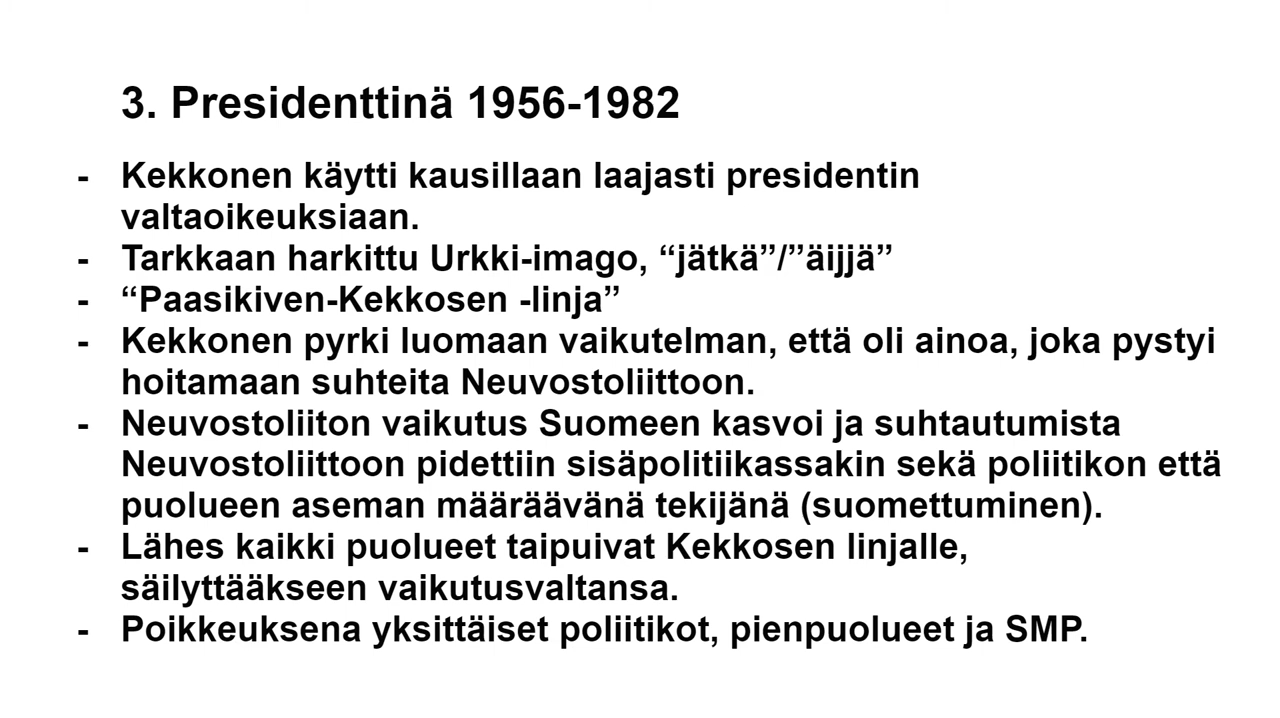 3. Presidenttinä 1956-1982
- Kekkonen käytti kausillaan laajasti presidentin
valtaoikeuksiaan.
- Tarkkaan harkittu Urkki-imago, “jätkä”/”äijjä”
- “Paasikiven-Kekkosen -linja”
- Kekkonen pyrki luomaan vaikutelman, että oli ainoa, joka pystyi
hoitamaan suhteita Neuvostoliittoon.
- Neuvostoliiton vaikutus Suomeen kasvoi ja suhtautumista
Neuvostoliittoon pidettiin sisäpolitiikassakin sekä poliitikon että
puolueen aseman määräävänä tekijänä (suomettuminen).
- Lähes kaikki puolueet taipuivat Kekkosen linjalle,
säilyttääkseen vaikutusvaltansa.
- Poikkeuksena yksittäiset poliitikot, pienpuolueet ja SMP.